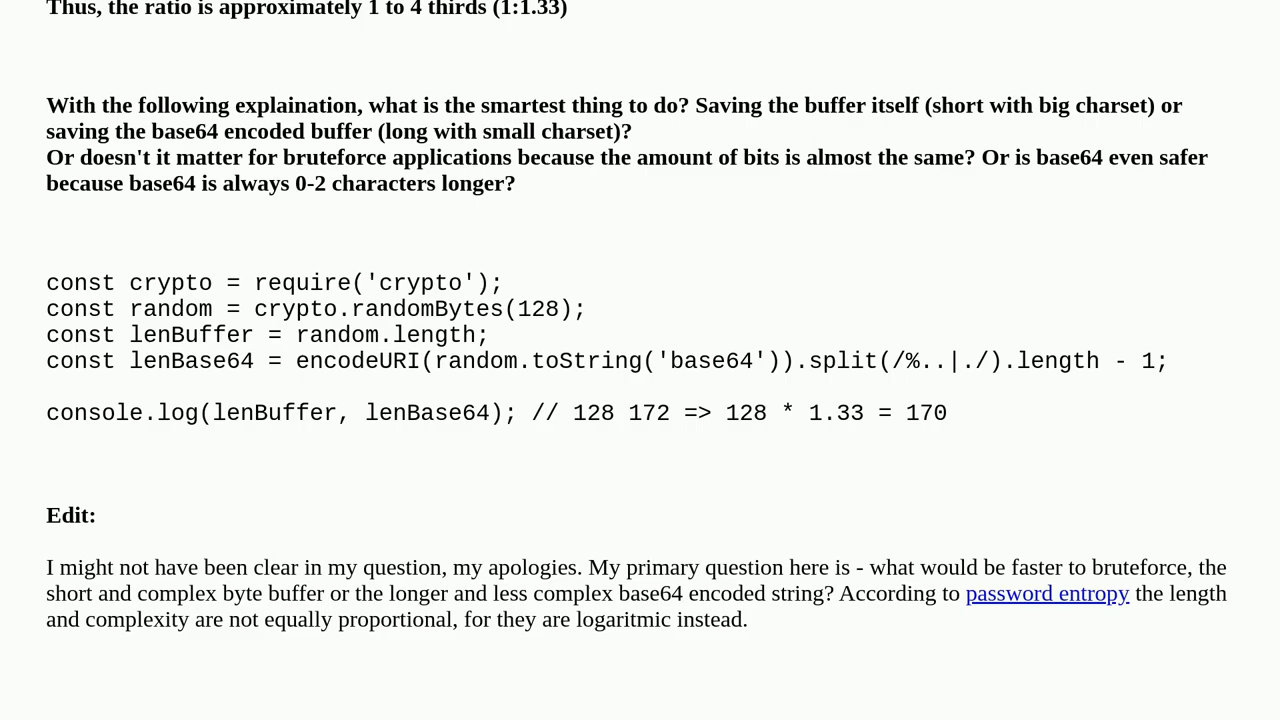 Thus, the ratio is approximately 1 to 4 thirds (1:1.33)
With the following explaination, what is the smartest thing to do? Saving the buffer itself (short with big charset) or
saving the base64 encoded buffer (long with small charset)?
Or doesn't it matter for bruteforce applications because the amount of bits is almost the same? Or is base64 even safer
because base64 is always 0-2 characters longer?
const crypto = require('crypto');
const random = crypto.randomBytes(128);
const lenBuffer = random.length;
const lenBase64 = encodeURI(random.toString('base64')).split(/%..|./).length - 1;
console.log(lenBuffer, lenBase64); // 128 172 => 128 * 1.33 = 170
Edit:
I might not have been clear in my question, my apologies. My primary question here is - what would be faster to bruteforce, the
short and complex byte buffer or the longer and less complex base64 encoded string? According to password entropy the length
and complexity are not equally proportional, for they are logaritmic instead.